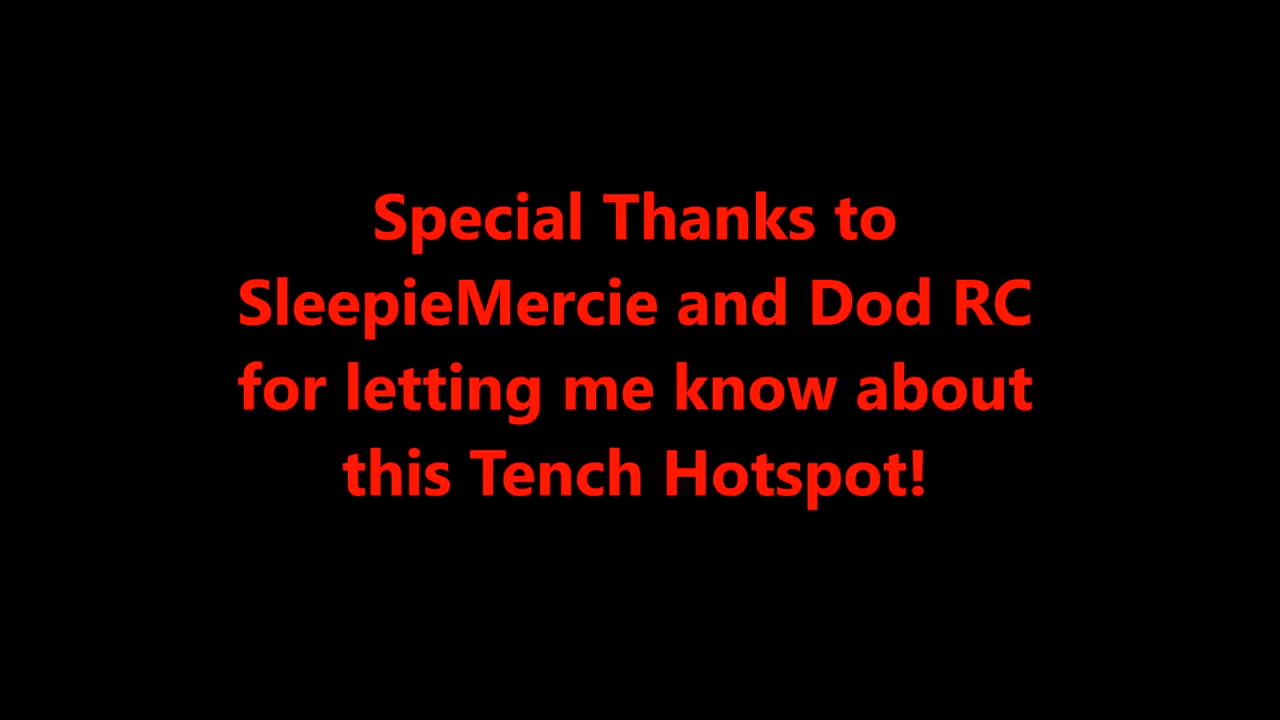 Special Thanks to
SleepieMercie and Dod RC
for letting me know about
this Tench Hotspot!